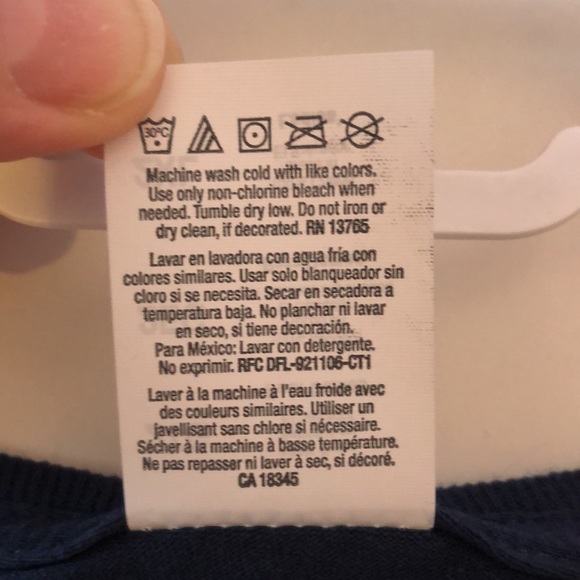 30°C
Machine wash cold with like colors.
Use only non-chlorine bleach when
needed. Tumble dry low. Do not iron or
dry clean, if decorated. RN 13765
Lavar en lavadora con agua fría con
colores similares. Usar solo blanqueador sin
cloro si se necesita. Secar en secadora a
temperatura baja. No planchar ni lavar
en seco, si tiene decoración.
Para México: Lavar con detergente.
No exprimir. RFC DFL-921106-CT1
Laver à la machine à l'eau froide avec
des couleurs similaires. Utiliser un
javellisant sans chlore si nécessaire.
Sécher à la machine à basse température.
Ne pas repasser ni laver à sec, si décoré.
CA 18345